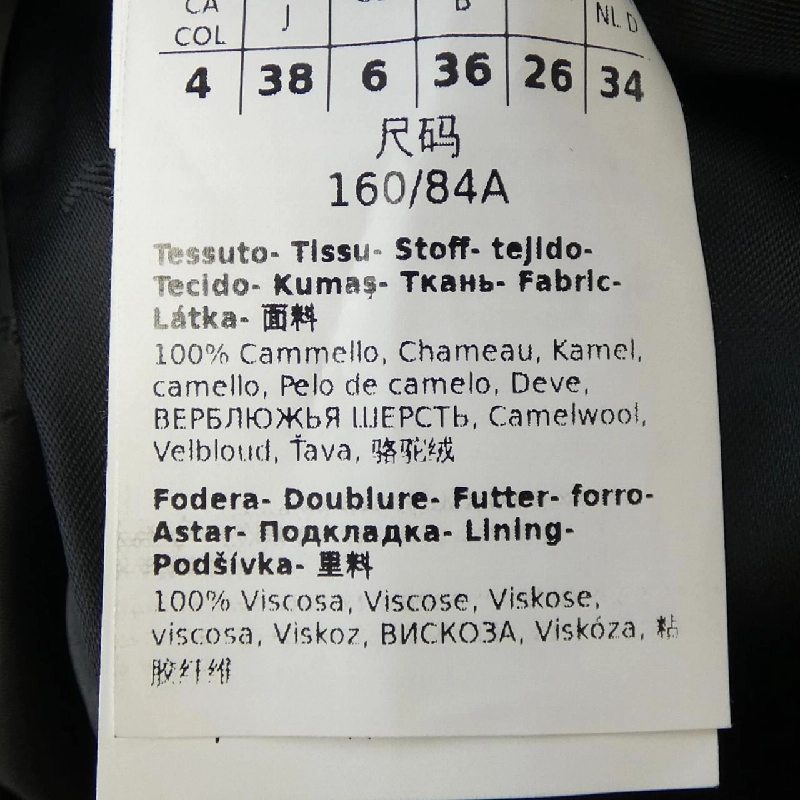 CA J NL D
COL
4 38 6 36 26 34
尺码
160/84A
Tessuto- Tissu- Stoff- tejido-
Tecido- Kumaş- Ткань- Fabric-
Látka- 面料
100% Cammello, Chameau, Kamel,
camello, Pelo de camelo, Deve,
ВЕРБЛЮЖЬЯ ШЕРСТЬ, Camelwool,
Velbloud, Ťava, 骆驼绒
Fodera- Doublure- Futter- forro-
Astar- Подкладка- Lining-
Podšívka- 里料
100% Viscosa, Viscose, Viskose,
viscosa, Viskoz, ВИСКОЗА, Viskóza, 粘
胶纤维